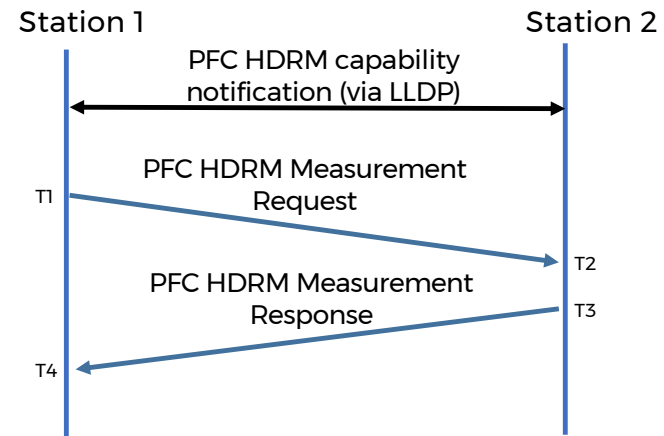 Station 1
Station 2
PFC HDRM capability
notification (via LLDP)
PFC HDRM Measurement
Request
T1
T2
PFC HDRM Measurement
Response
T3
T4